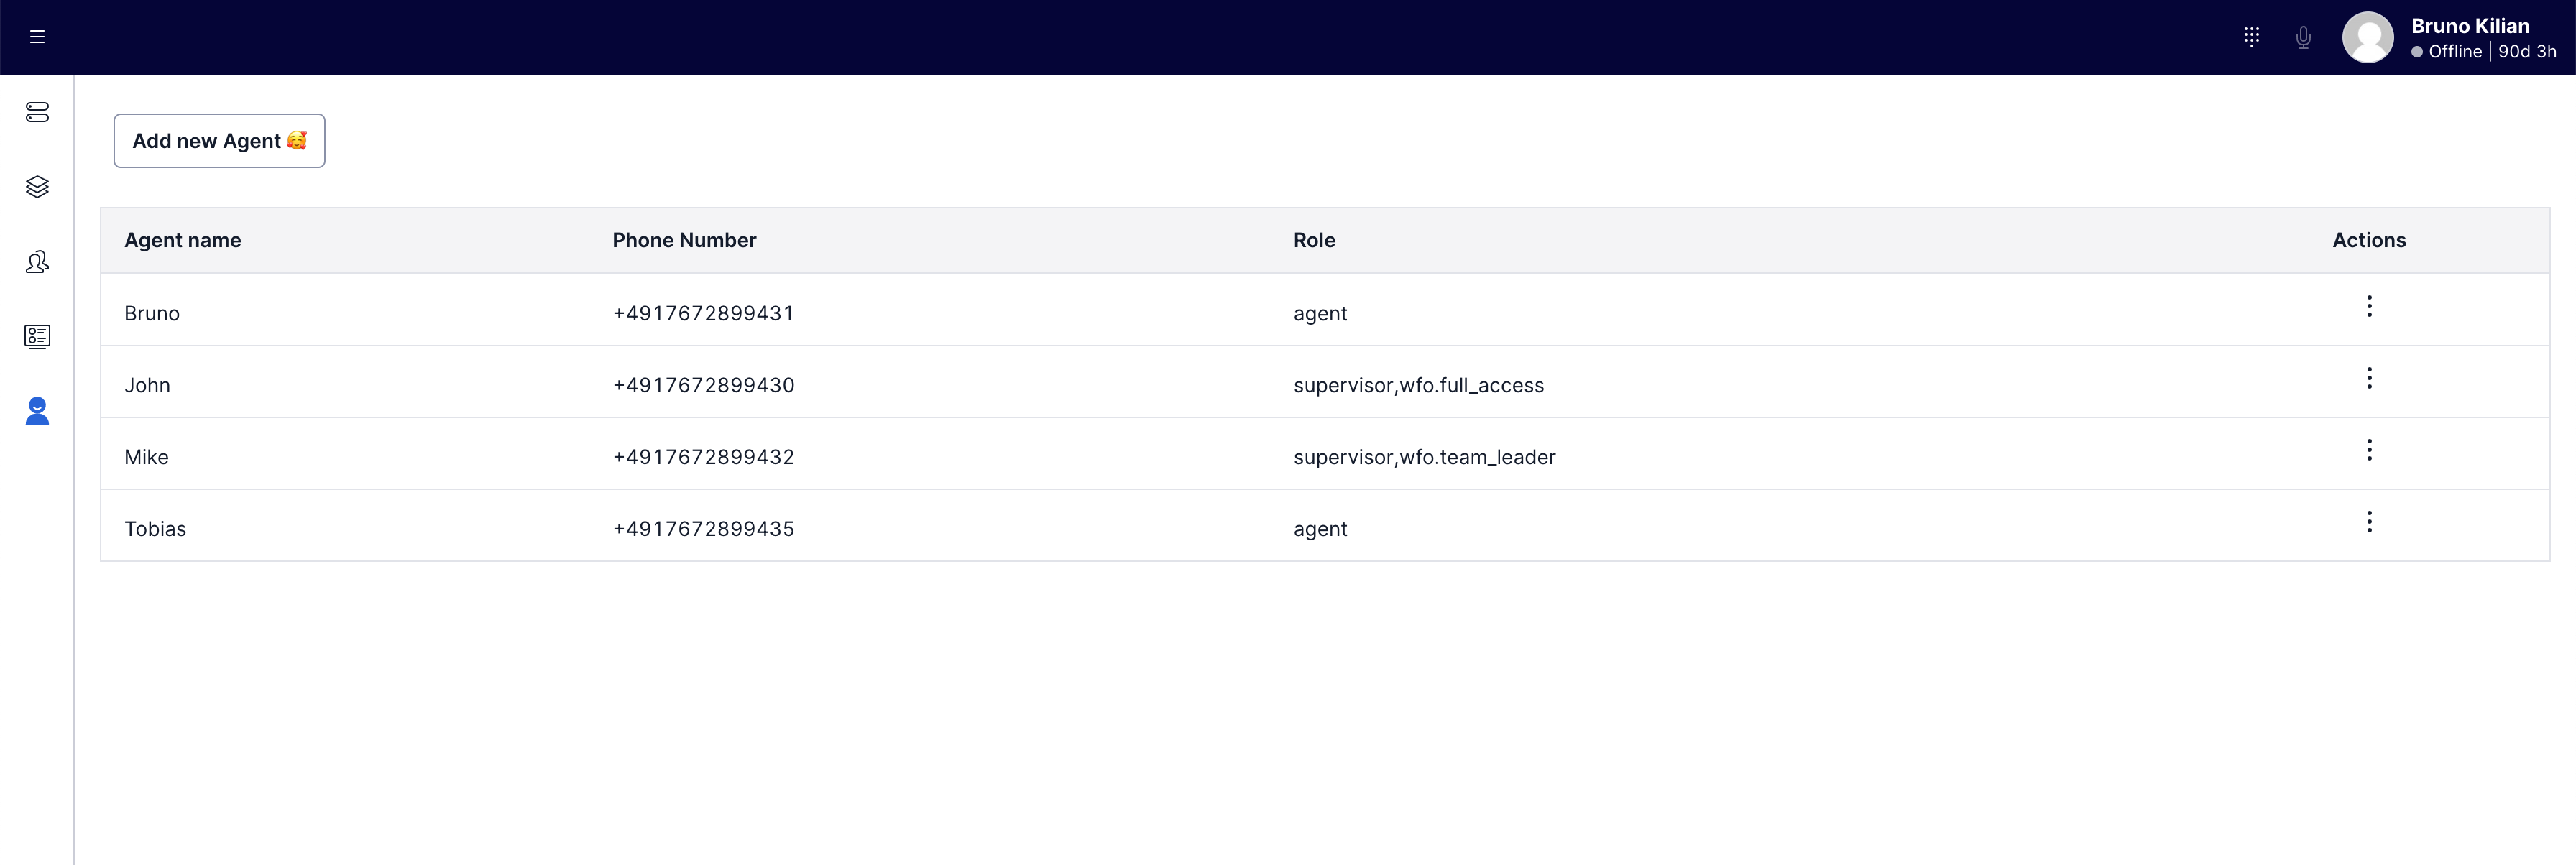 Bruno Kilian
Offline | 90d 3h
Add new Agent 🥰
Agent name Phone Number Role Actions
Bruno +4917672899431 agent
John +4917672899430 supervisor,wfo.full_access
Mike +4917672899432 supervisor,wfo.team_leader
Tobias +4917672899435 agent